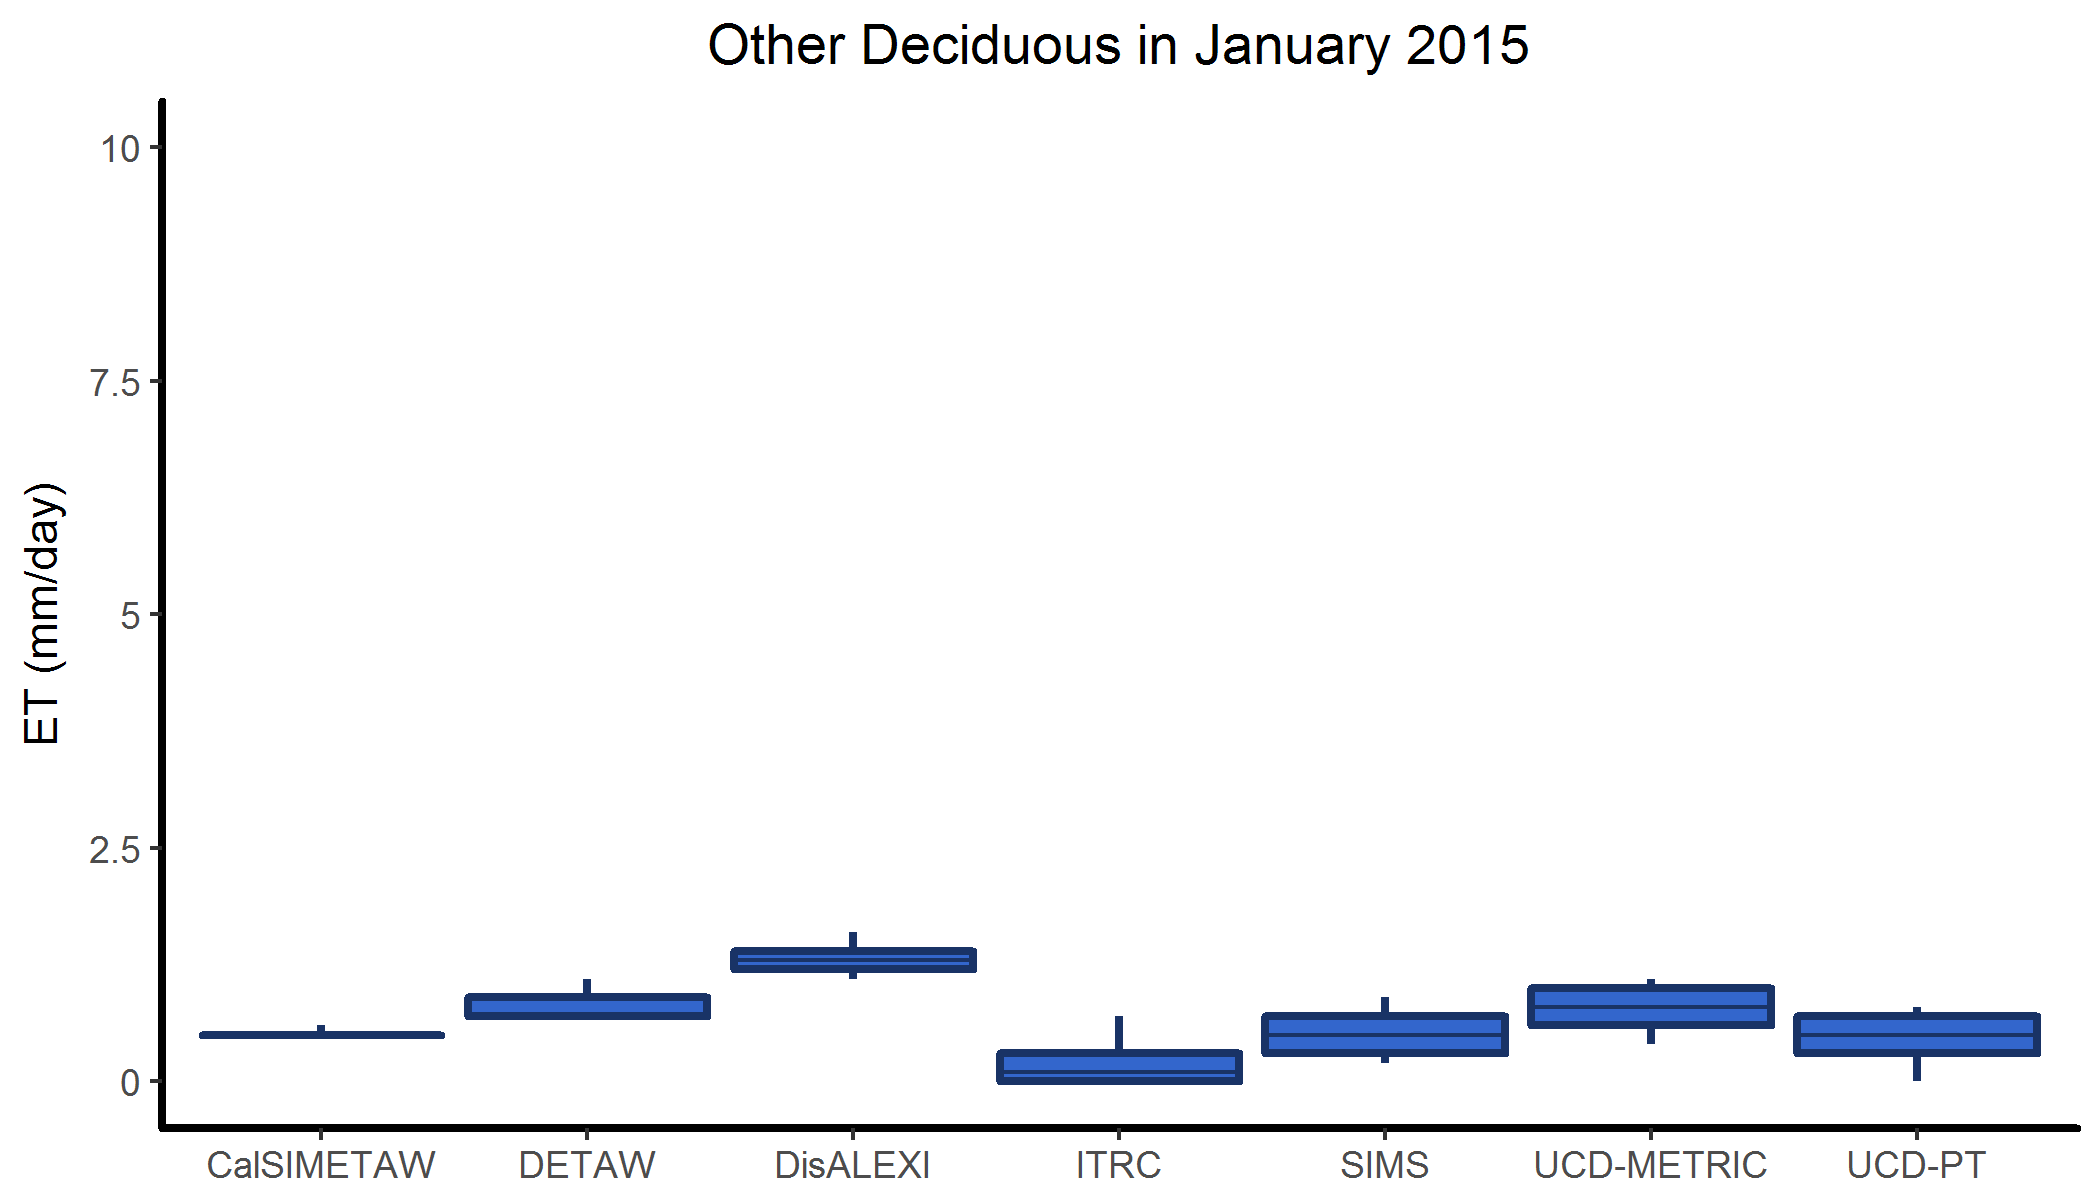 Other Deciduous in January 2015
ET (mm/day)
10
7.5
5
2.5
0
CalSIMETAW DETAW DisALEXI ITRC SIMS UCD-METRIC UCD-PT